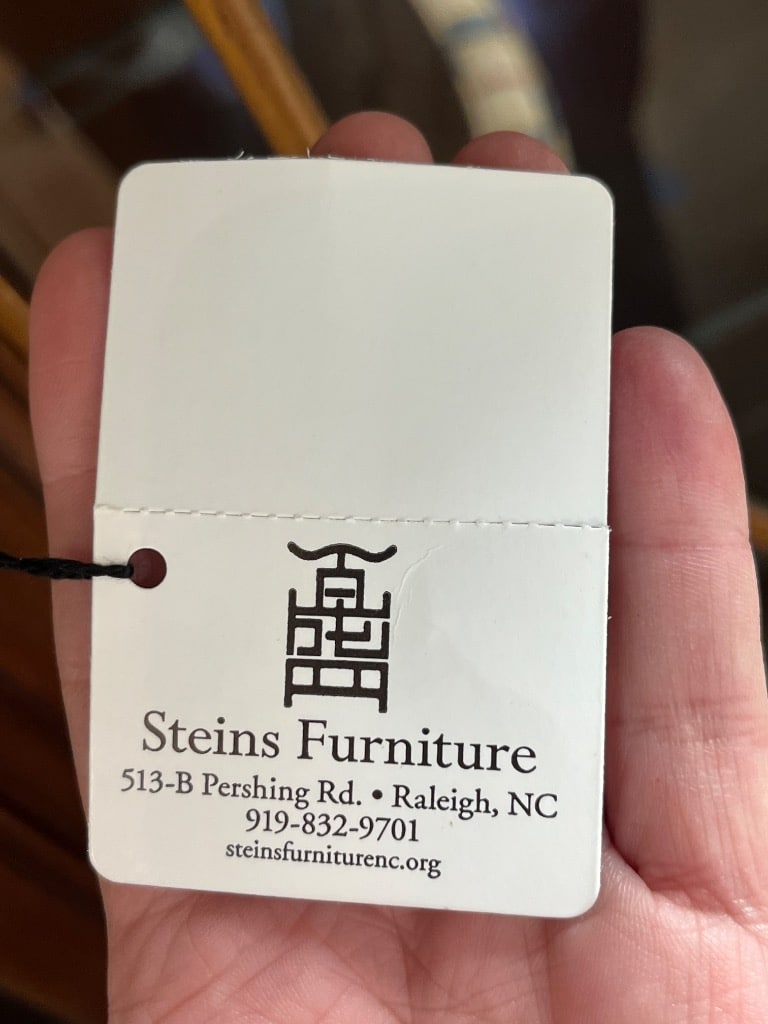 Steins Furniture
513-B Pershing Rd. • Raleigh, NC
919-832-9701
steinsfurniturenc.org